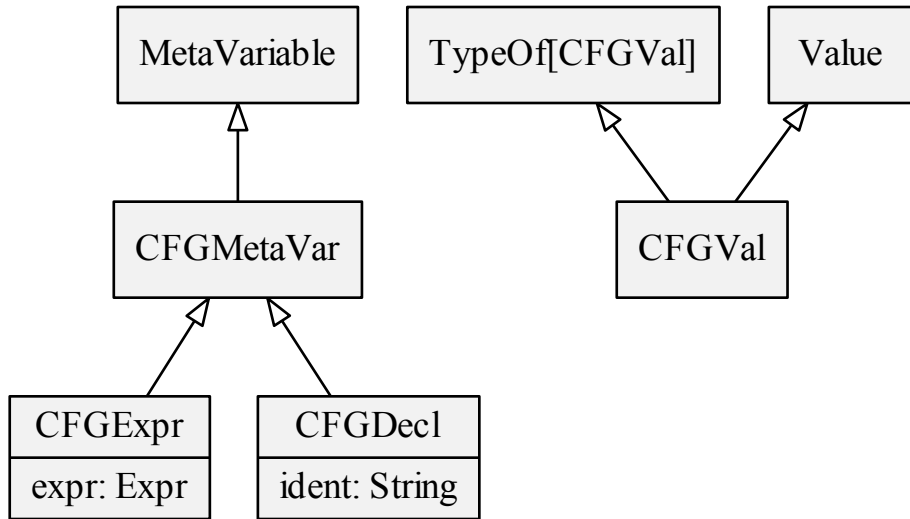 MetaVariable
TypeOf[CFGVal]
Value
CFGMetaVar
CFGVal
CFGExpr
expr: Expr
CFGDecl
ident: String